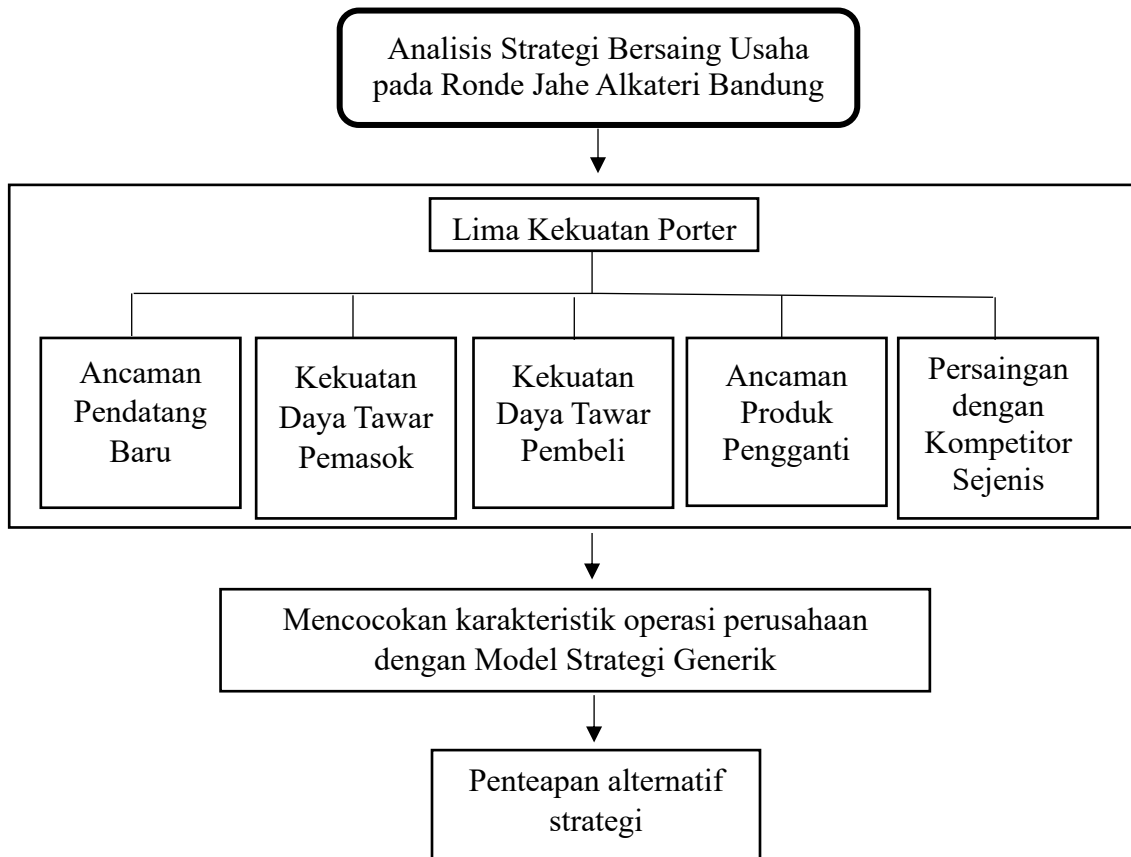 Analisis Strategi Bersaing Usaha
pada Ronde Jahe Alkateri Bandung
Lima Kekuatan Porter
Ancaman
Pendatang
Baru
Kekuatan
Daya Tawar
Pemasok
Kekuatan
Daya Tawar
Pembeli
Ancaman
Produk
Pengganti
Persaingan
dengan
Kompetitor
Sejenis
Mencocokan karakteristik operasi perusahaan
dengan Model Strategi Generik
Penteapan alternatif
strategi